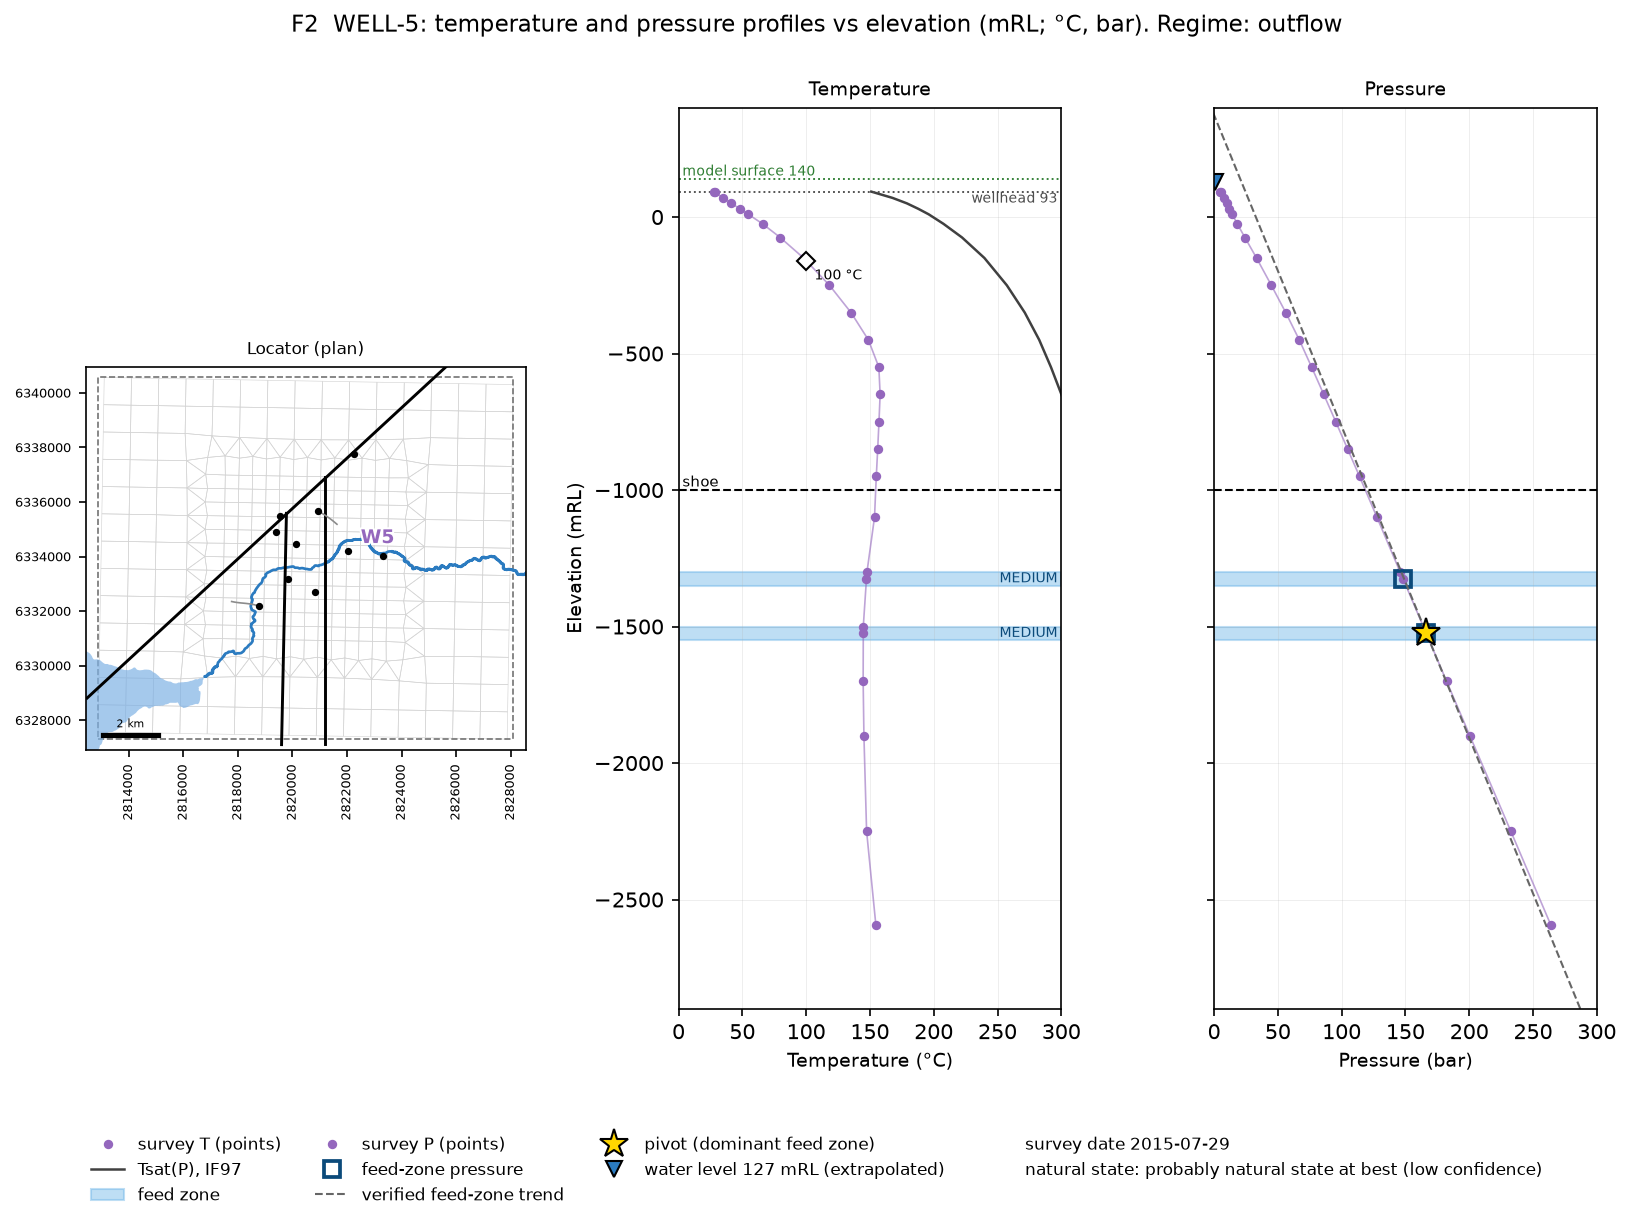 F2  WELL-5: temperature and pressure profiles vs elevation (mRL; °C, bar). Regime: outflow
Locator (plan)
6340000
6338000
6336000
6334000
6332000
6330000
6328000
W5
2 km
2814000
2816000
2818000
2820000
2822000
2824000
2826000
2828000
Temperature
Elevation (mRL)
0
−500
−1000
−1500
−2000
−2500
model surface 140
wellhead 93
100 °C
shoe
MEDIUM
MEDIUM
0
50
100
150
200
250
300
Temperature (°C)
Pressure
0
50
100
150
200
250
300
Pressure (bar)
survey T (points)
Tsat(P), IF97
feed zone
survey P (points)
feed-zone pressure
verified feed-zone trend
pivot (dominant feed zone)
water level 127 mRL (extrapolated)
survey date 2015-07-29
natural state: probably natural state at best (low confidence)